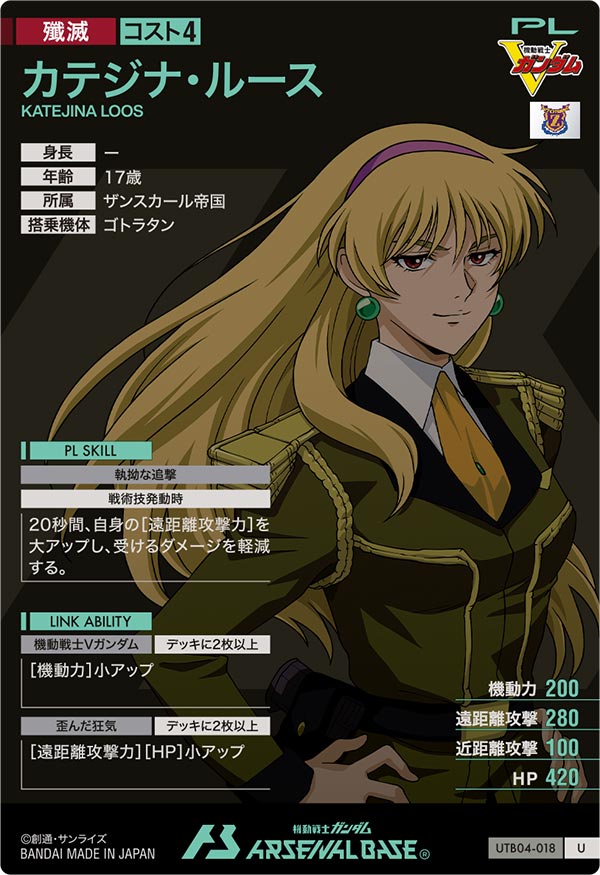 殲滅 コスト4
PL
機動戦士
Vガンダム
カテジナ・ルース
KATEJINA LOOS
身長 ―
年齢 17歳
所属 ザンスカール帝国
搭乗機体 ゴトラタン
PL SKILL
執拗な追撃
戦術技発動時
20秒間、自身の[遠距離攻撃力]を
大アップし、受けるダメージを軽減
する。
LINK ABILITY
機動戦士Vガンダム デッキに2枚以上
[機動力]小アップ
歪んだ狂気 デッキに2枚以上
[遠距離攻撃力][HP]小アップ
機動力 200
遠距離攻撃 280
近距離攻撃 100
HP 420
©創通・サンライズ
BANDAI MADE IN JAPAN
機動戦士ガンダム
AB ARSENAL BASE®
UTB04-018 U